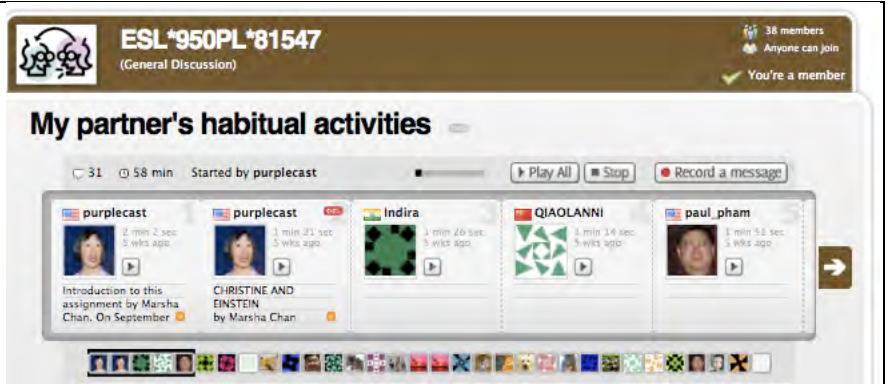 ESL*950PL*81547
(General Discussion)
38 members
Anyone can join
You're a member
My partner's habitual activities
31 58 min Started by purplecast
Play All Stop Record a message
purplecast 1
2 min 2 sec
5 wks ago
Introduction to this
assignment by Marsha
Chan. On September
purplecast
1 min 21 sec
5 wks ago
CHRISTINE AND
EINSTEIN
by Marsha Chan
Indira 3
1 min 26 sec
5 wks ago
QIAOLANNI 4
1 min 14 sec
5 wks ago
paul_pham 5
1 min 51 sec
5 wks ago